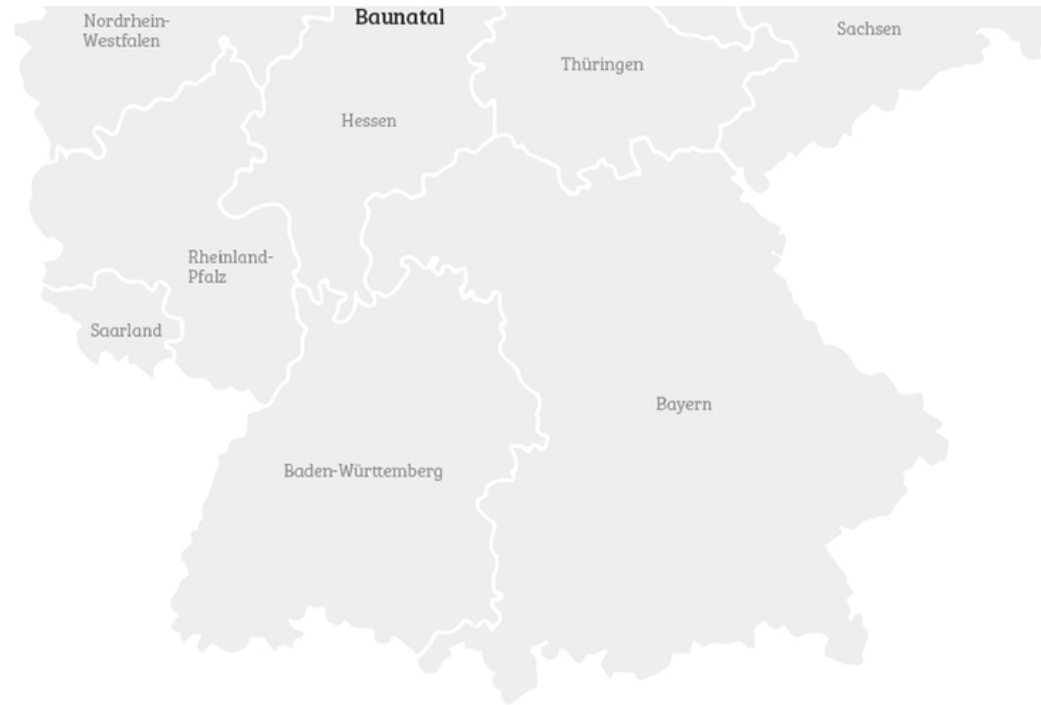 Nordrhein-
Westfalen
Baunatal
Sachsen
Thüringen
Hessen
Rheinland-
Pfalz
Saarland
Bayern
Baden-Württemberg